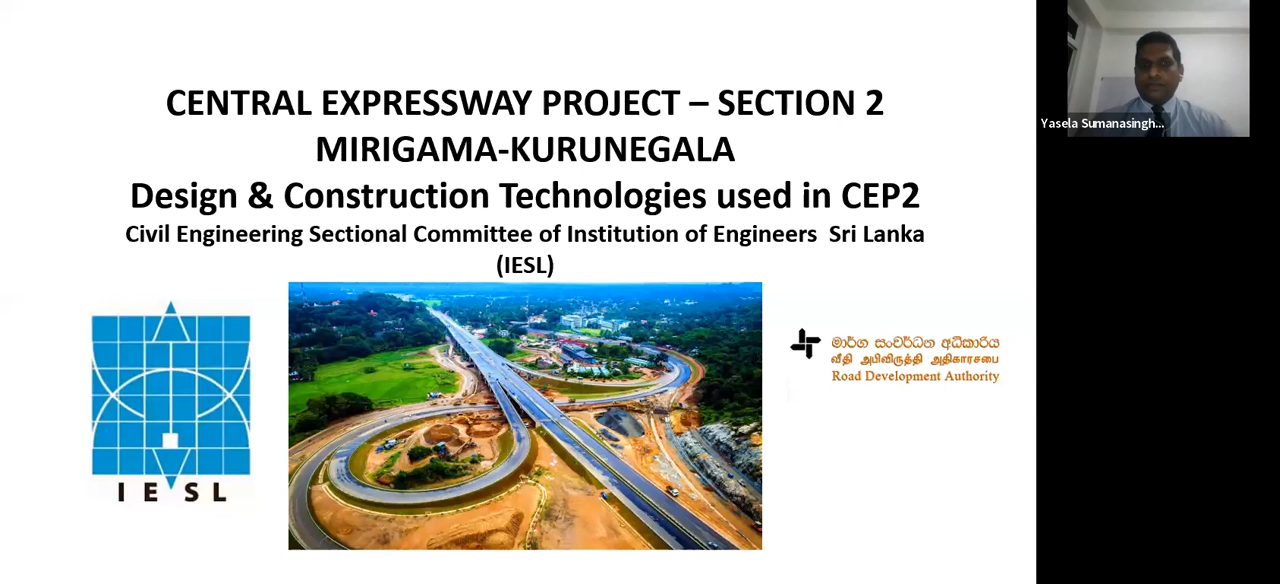 CENTRAL EXPRESSWAY PROJECT – SECTION 2
MIRIGAMA-KURUNEGALA
Design & Construction Technologies used in CEP2
Civil Engineering Sectional Committee of Institution of Engineers Sri Lanka
(IESL)
I E S L
මාර්ග සංවර්ධන අධිකාරිය
வீதி அபிவிருத்தி அதிகாரசபை
Road Development Authority
Yasela Sumanasingh...